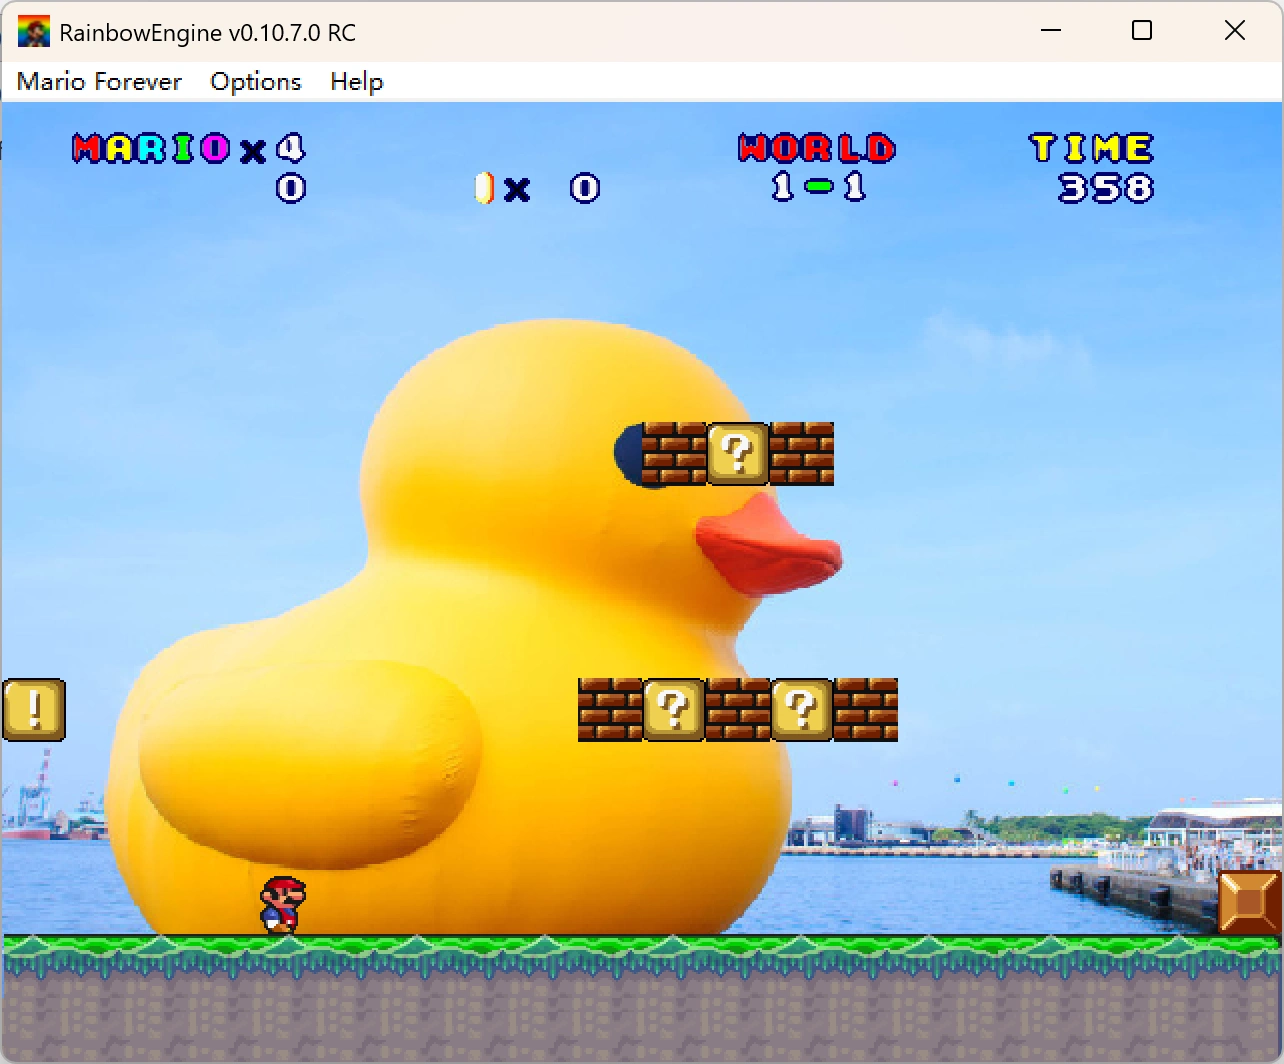 RainbowEngine v0.10.7.0 RC
Mario Forever Options Help
MARIO x 4 WORLD TIME
0 x 0 1-1 358
? 
! ? ?